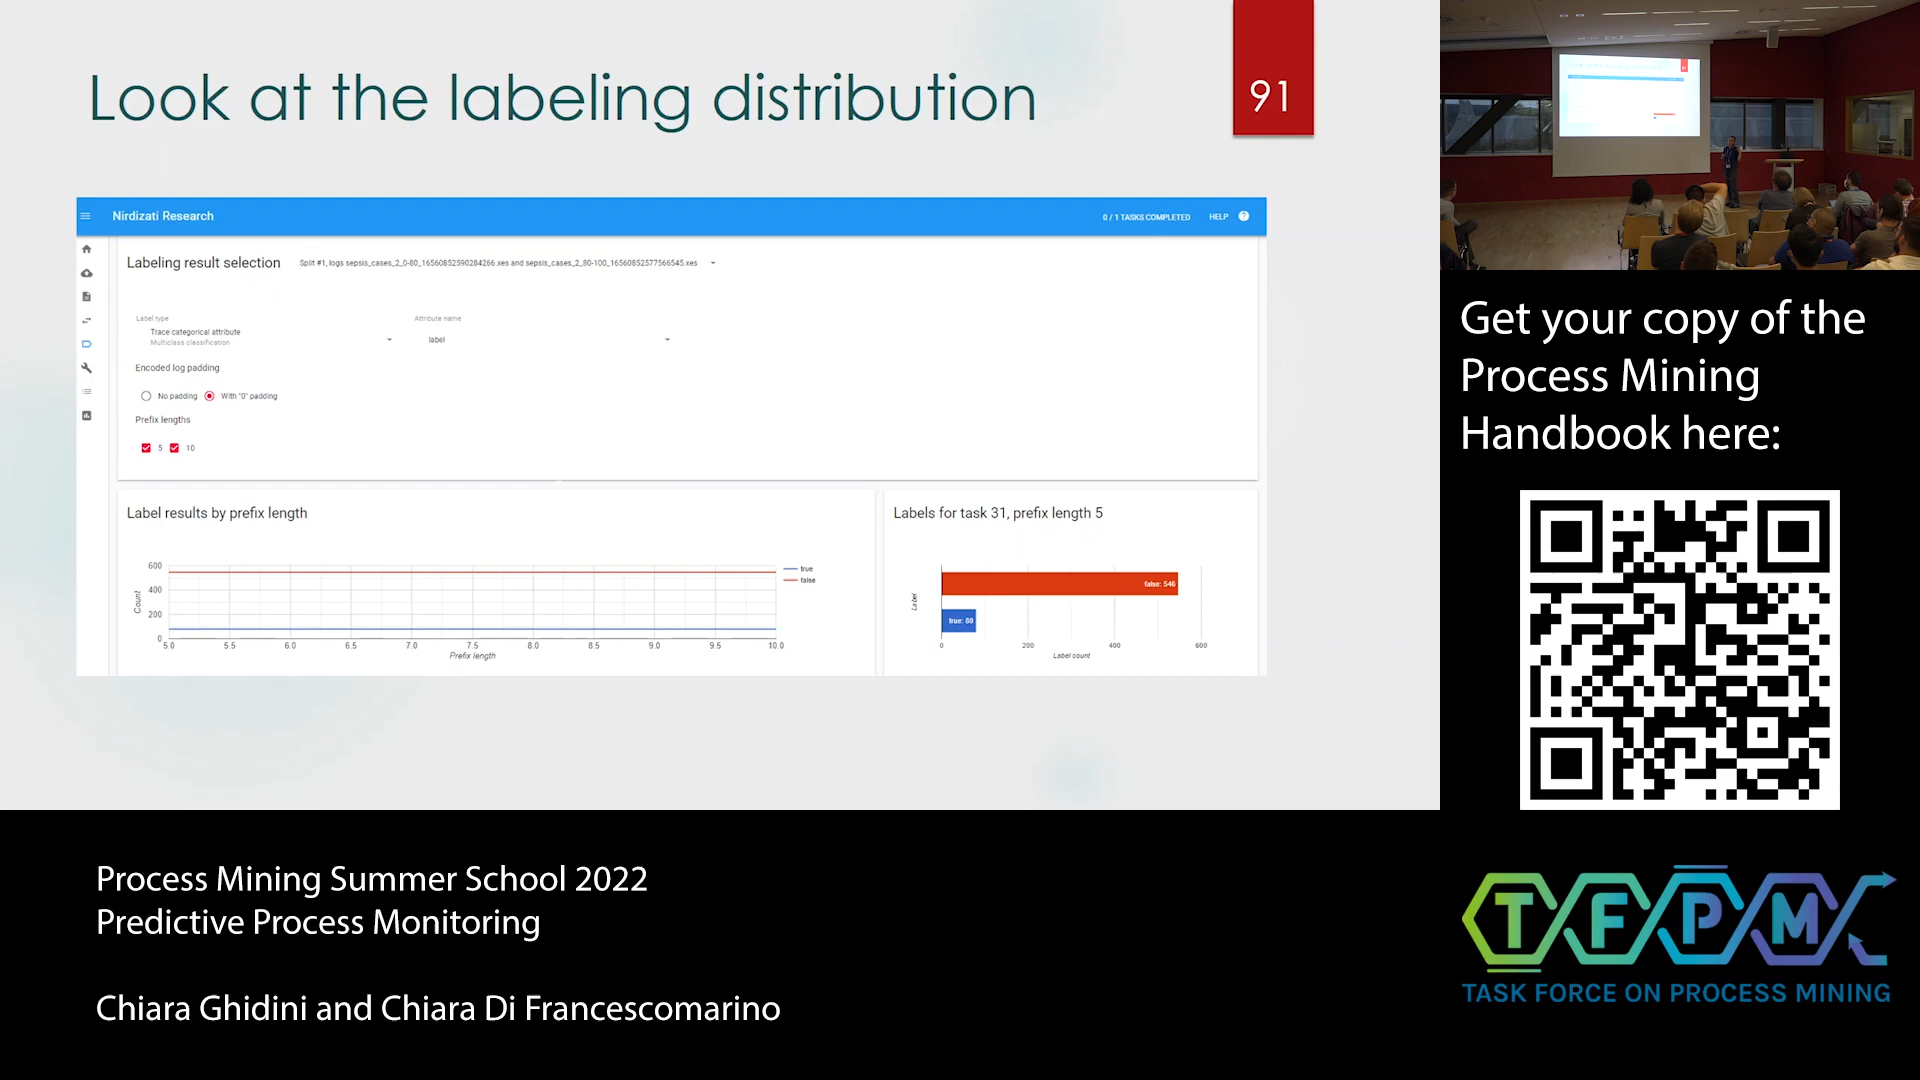 Look at the labeling distribution
91
Nirdizati Research
0 / 1 TASKS COMPLETED
HELP
?
Labeling result selection
Split #1, logs sepsis_cases_2_0-80_16560852590284266.xes and sepsis_cases_2_80-100_16560852577566545.xes
Label type
Attribute name
Trace categorical attribute
Multiclass classification
label
Encoded log padding
No padding
With "0" padding
Prefix lengths
5
10
Label results by prefix length
600
400
200
0
Count
5.0 5.5 6.0 6.5 7.0 7.5 8.0 8.5 9.0 9.5 10.0
Prefix length
true
false
Labels for task 31, prefix length 5
Label
false: 546
true: 80
0 200 400 600
Label count
Get your copy of the
Process Mining
Handbook here:
Process Mining Summer School 2022
Predictive Process Monitoring
Chiara Ghidini and Chiara Di Francescomarino
TFPM
TASK FORCE ON PROCESS MINING